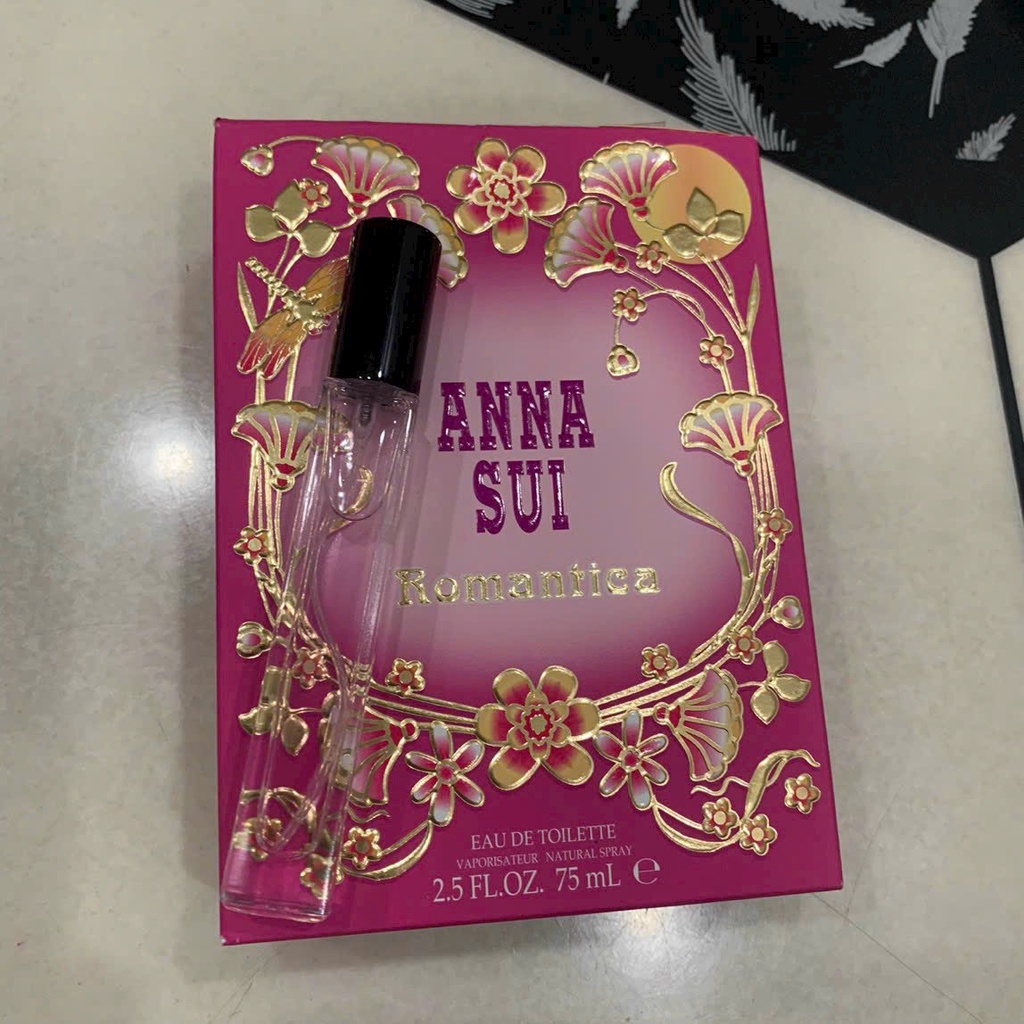 ANNA
SUI
Romantica
EAU DE TOILETTE
VAPORISATEUR NATURAL SPRAY
2.5 FL.OZ. 75 mL ℮